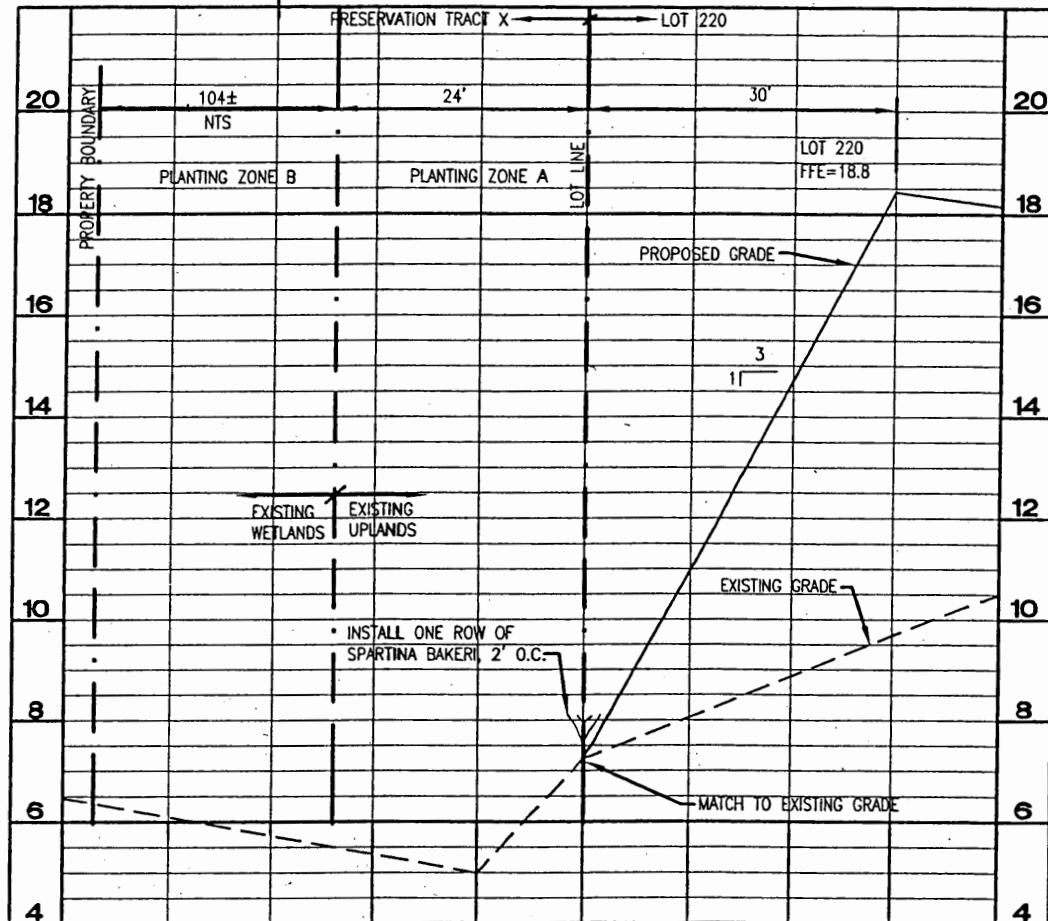 PRESERVATION TRACT X
LOT 220
20
104±
24'
30'
20
NTS
PROPERTY BOUNDARY
PLANTING ZONE B
PLANTING ZONE A
LOT LINE
LOT 220
FFE=18.8
18
18
PROPOSED GRADE
16
16
3
1
14
14
12
12
EXISTING
WETLANDS
EXISTING
UPLANDS
EXISTING GRADE
10
10
INSTALL ONE ROW OF
SPARTINA BAKERI, 2' O.C.
8
8
MATCH TO EXISTING GRADE
6
6
4
4